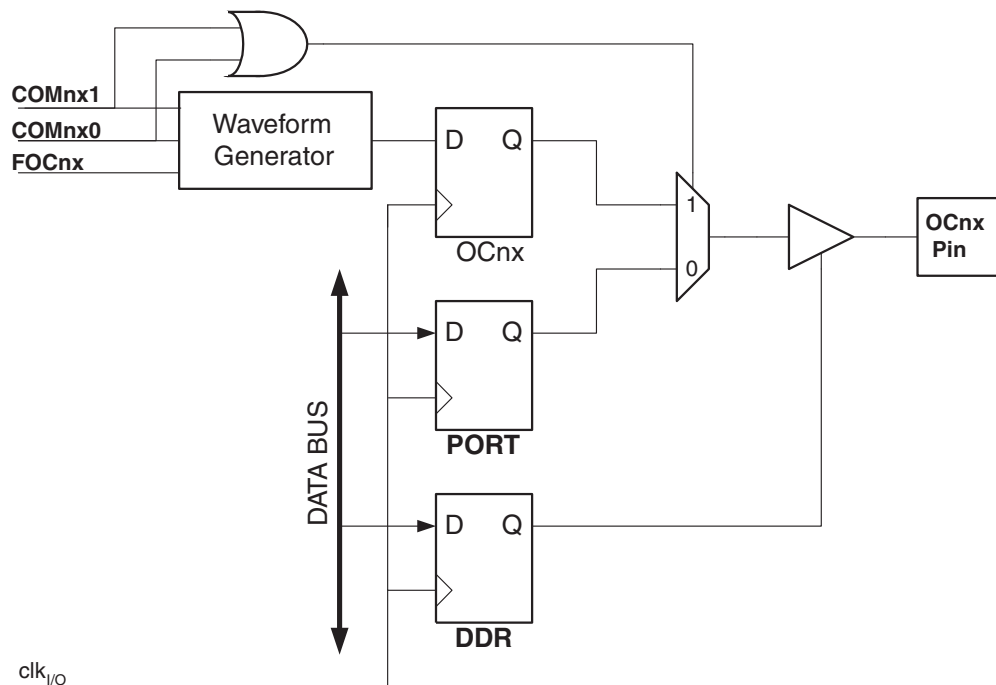 COMnx1
COMnx0
FOCnx
Waveform
Generator
D Q
OCnx
1
0
OCnx
Pin
D Q
PORT
DATA BUS
D Q
DDR
clkI/O